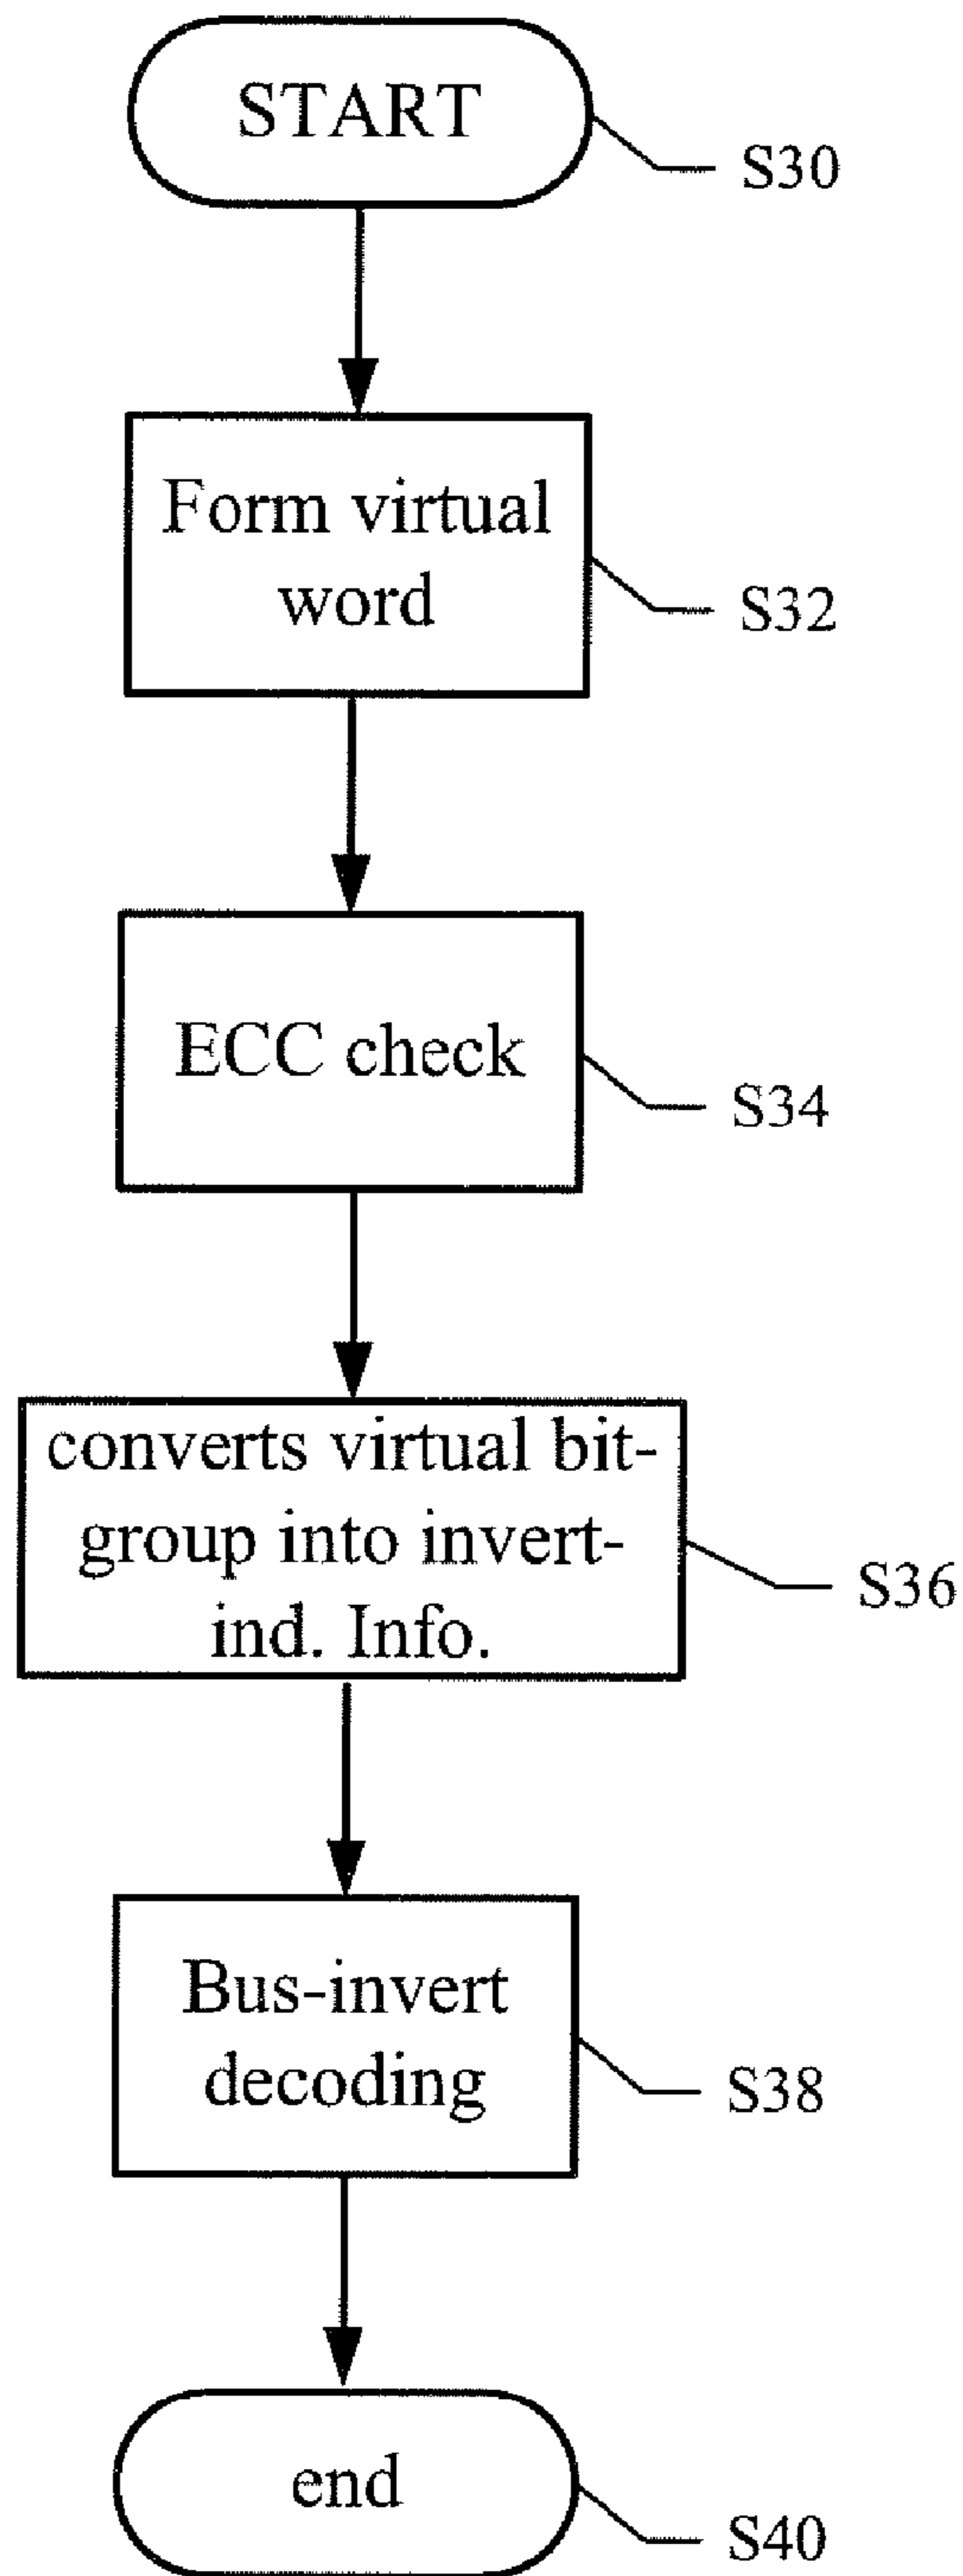 START
S30
Form virtual
word
S32
ECC check
S34
converts virtual bit-
group into invert-
ind. Info.
S36
Bus-invert
decoding
S38
end
S40